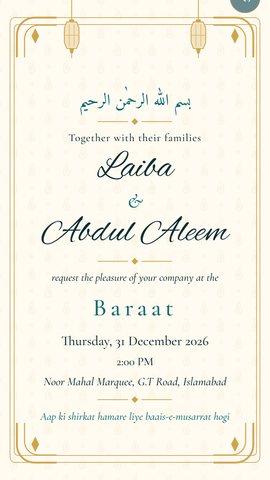 بسم الله الرحمٰن الرحيم
Together with their families
Laiba
&
Abdul Aleem
request the pleasure of your company at the
Baraat
Thursday, 31 December 2026
2:00 PM
Noor Mahal Marquee, G.T Road, Islamabad
Aap ki shirkat hamare liye baais-e-musarrat hogi